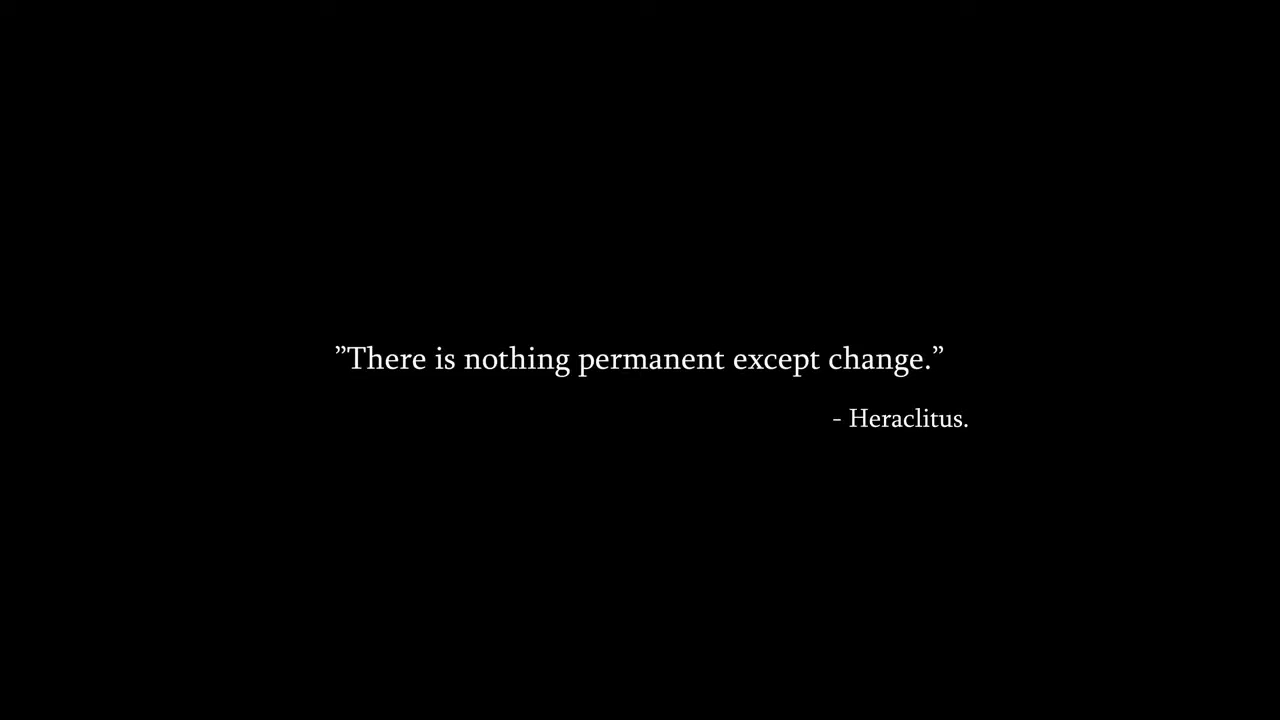 ”There is nothing permanent except change.”
- Heraclitus.